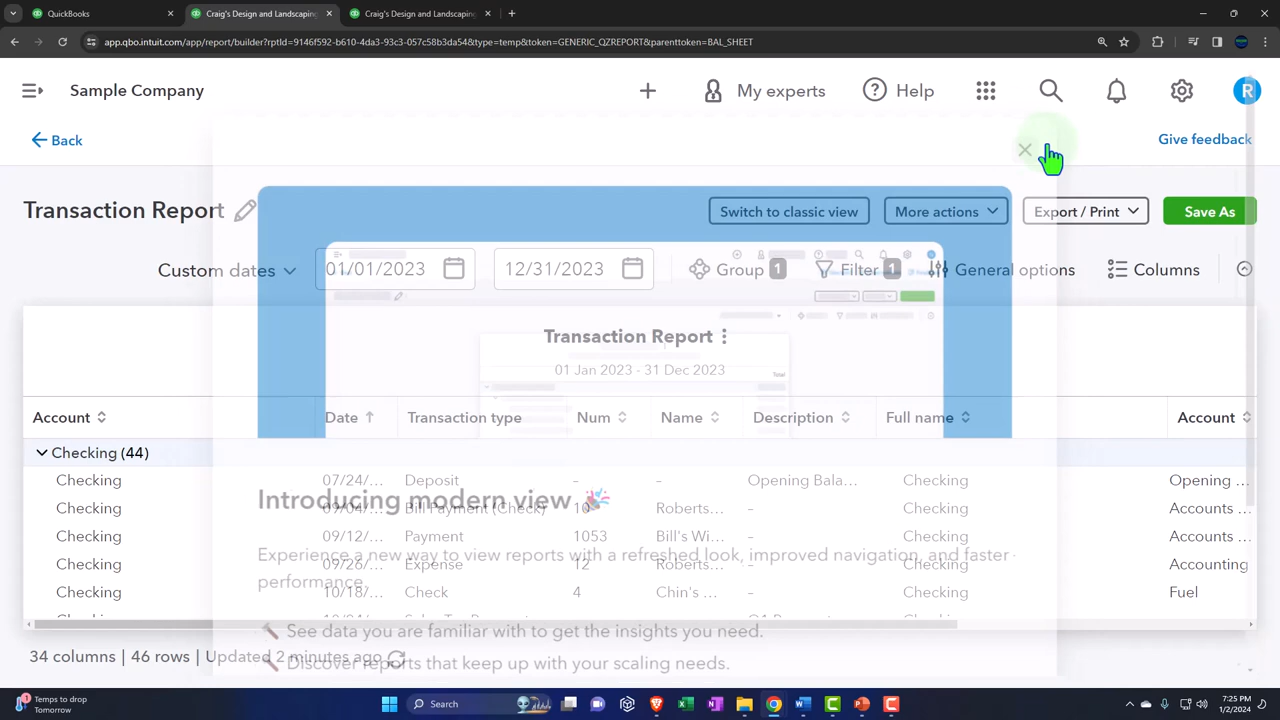 QuickBooks
Craig's Design and Landscaping
Craig's Design and Landscaping
app.qbo.intuit.com/app/report/builder?rptId=9146f592-b610-4da3-93c3-057c58b3da54&type=temp&token=GENERIC_QZREPORT&parenttoken=BAL_SHEET
Sample Company My experts Help R
Back Give feedback
Transaction Report Switch to classic view More actions Export / Print Save As
Custom dates 01/01/2023 12/31/2023 Group 1 Filter 1 General options Columns
Transaction Report
01 Jan 2023 - 31 Dec 2023
Account Date Transaction type Num Name Description Full name Account
Checking (44)
Checking 07/24/... Deposit – – Opening Bala... Checking Opening ...
Checking 09/04/... Bill Payment (Check) 10 Roberts... – Checking Accounts ...
Introducing modern view
Checking 09/12/... Payment 1053 Bill's Wi... – Checking Accounts ...
Experience a new way to view reports with a refreshed look, improved navigation, and faster
performance.
Checking 09/26/... Expense 12 Roberts... – Checking Accounting
Checking 10/18/... Check 4 Chin's ... – Checking Fuel
See data you are familiar with to get the insights you need.
34 columns | 46 rows | Updated 2 minutes ago
Discover reports that keep up with your scaling needs.
Temps to drop
Tomorrow
Search
7:25 PM
1/2/2024